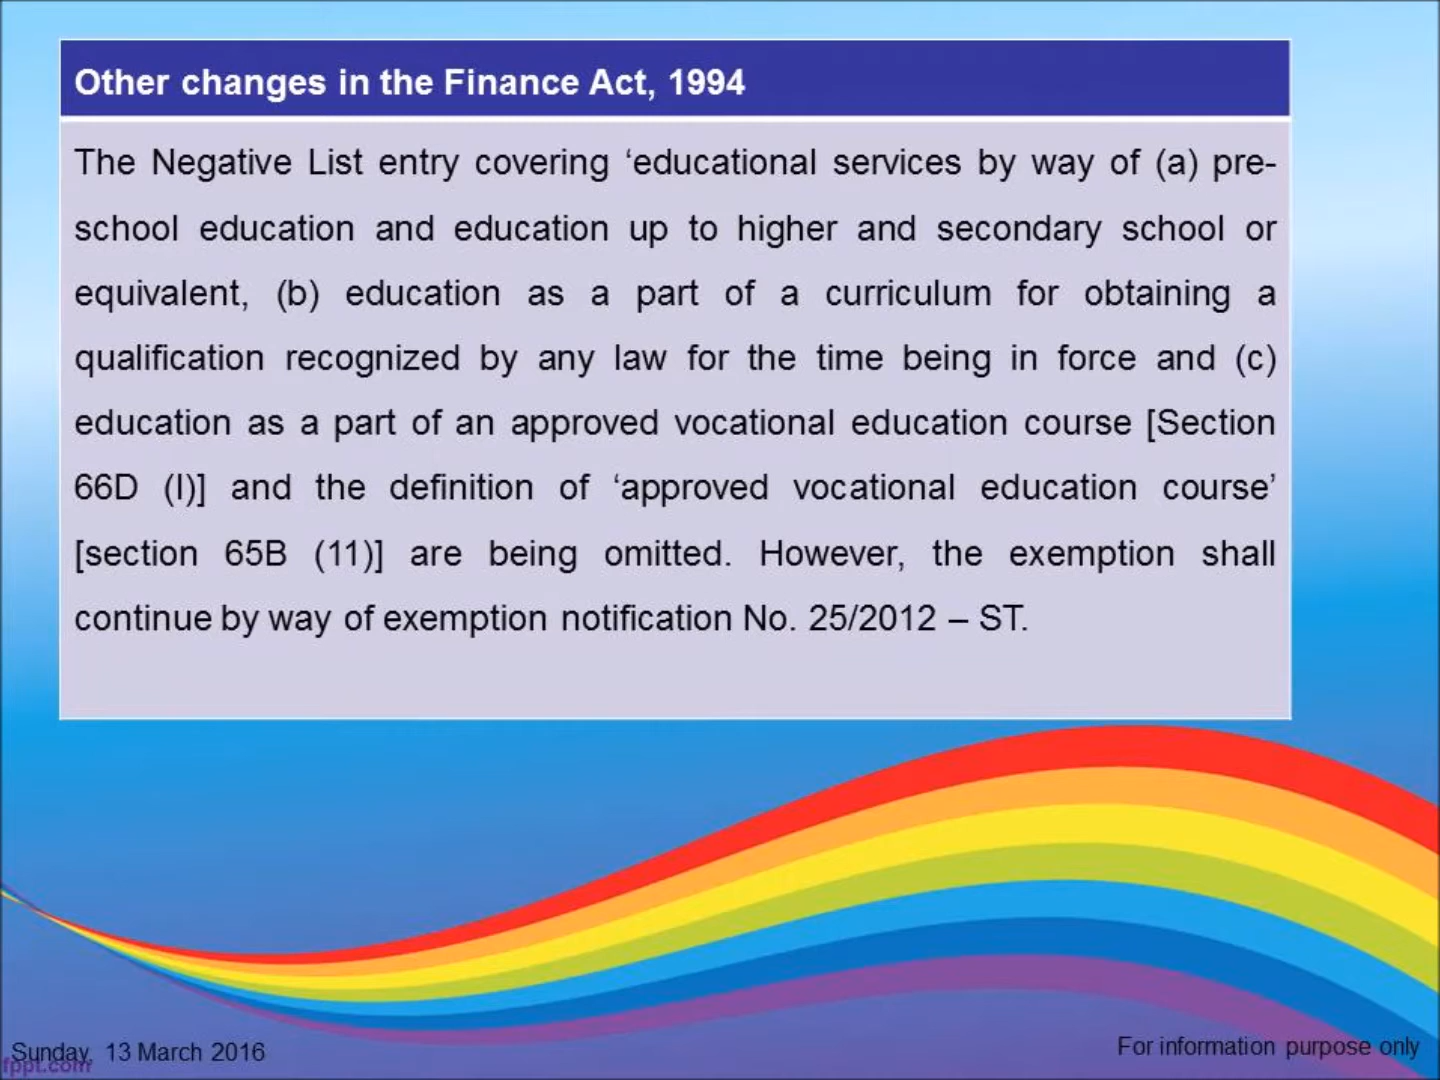 Other changes in the Finance Act, 1994
The Negative List entry covering ‘educational services by way of (a) pre-
school education and education up to higher and secondary school or
equivalent, (b) education as a part of a curriculum for obtaining a
qualification recognized by any law for the time being in force and (c)
education as a part of an approved vocational education course [Section
66D (l)] and the definition of ‘approved vocational education course’
[section 65B (11)] are being omitted. However, the exemption shall
continue by way of exemption notification No. 25/2012 – ST.
Sunday, 13 March 2016
For information purpose only
fppt.com